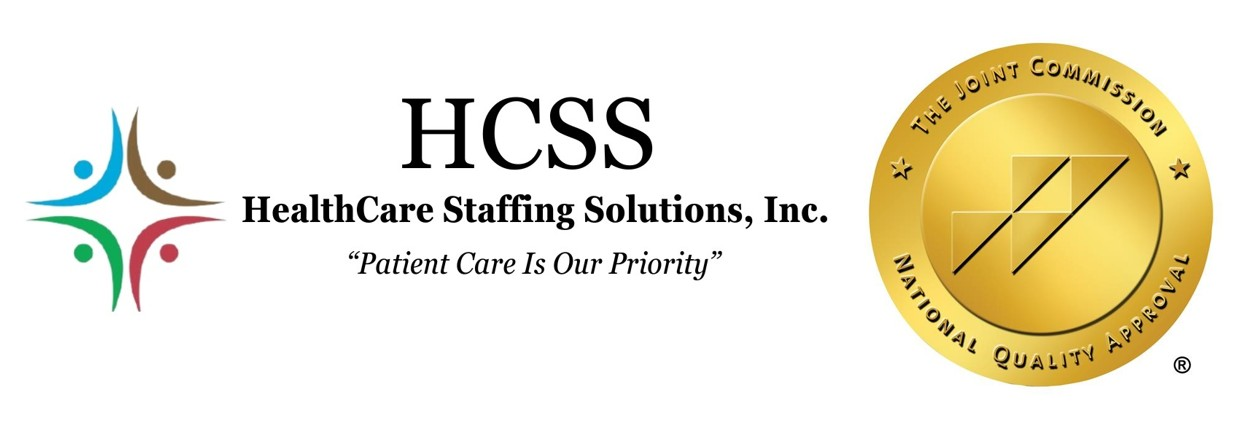 HCSS
HealthCare Staffing Solutions, Inc.
“Patient Care Is Our Priority”
The Joint Commission
National Quality Approval
®